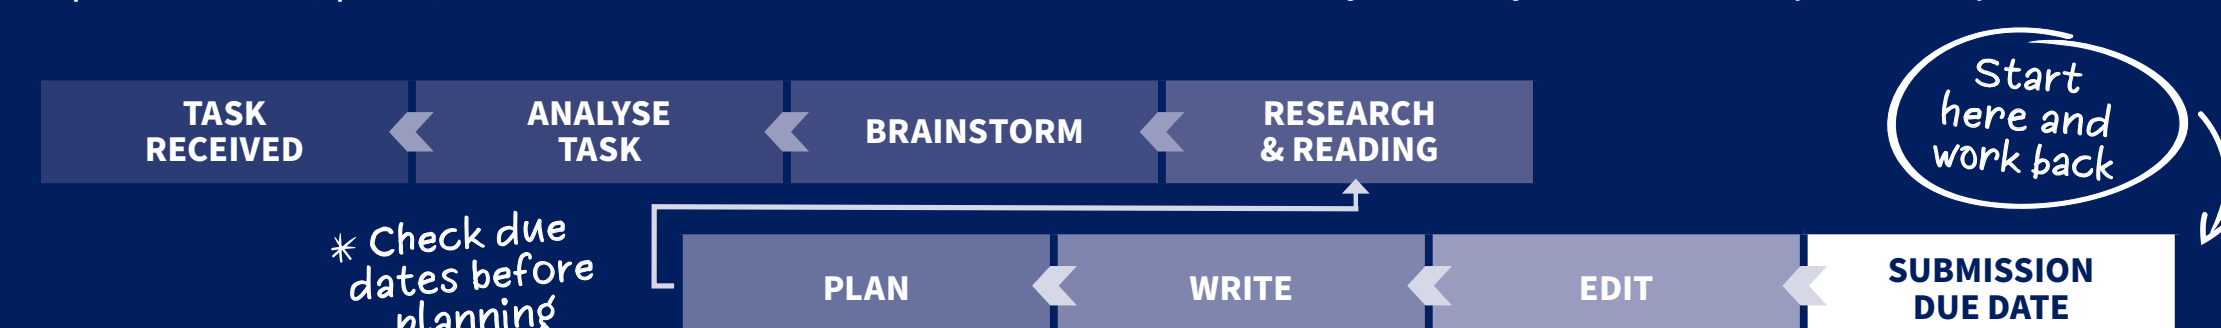 TASK
RECEIVED
ANALYSE
TASK
BRAINSTORM
RESEARCH
& READING
Start
here and
work back
* Check due
dates before
planning
PLAN
WRITE
EDIT
SUBMISSION
DUE DATE